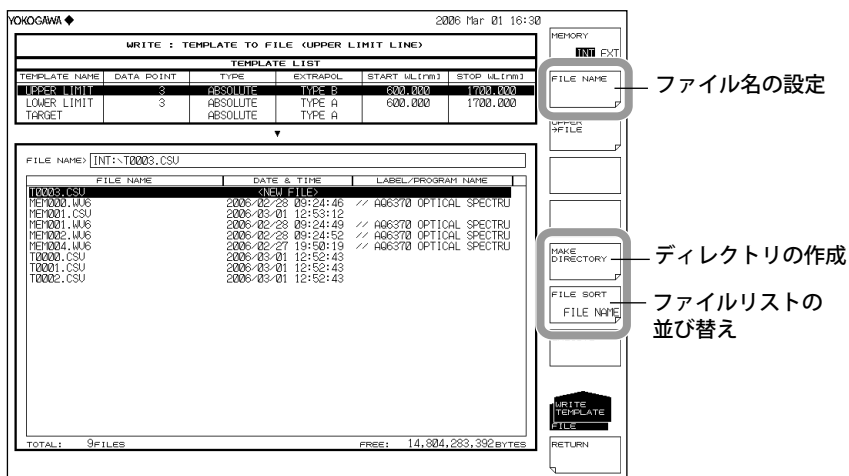 YOKOGAWA ◆
2006 Mar 01 16:30
WRITE : TEMPLATE TO FILE (UPPER LIMIT LINE)
TEMPLATE LIST
TEMPLATE NAME DATA POINT TYPE EXTRAPOL START WL[nm] STOP WL[nm]
UPPER LIMIT 3 ABSOLUTE TYPE B 600.000 1700.000
LOWER LIMIT 3 ABSOLUTE TYPE A 600.000 1700.000
TARGET ABSOLUTE TYPE A
▼
FILE NAME> INT:\T0003.CSV
FILE NAME DATE & TIME LABEL/PROGRAM NAME
T0003.CSV <NEW FILE>
MEM000.WV6 2006/02/28 09:24:46 // AQ6370 OPTICAL SPECTRU
MEM001.CSV 2006/03/01 12:53:12
MEM001.WV6 2006/02/28 09:24:49 // AQ6370 OPTICAL SPECTRU
MEM002.WV6 2006/02/28 09:24:52 // AQ6370 OPTICAL SPECTRU
MEM004.WV6 2006/02/27 19:50:19 // AQ6370 OPTICAL SPECTRU
T0000.CSV 2006/03/01 12:52:43
T0001.CSV 2006/03/01 12:52:43
T0002.CSV 2006/03/01 12:52:43
TOTAL: 9FILES FREE: 14,804,283,392BYTES
MEMORY
INT EXT
FILE NAME
UPPER
→FILE
MAKE
DIRECTORY
FILE SORT
FILE NAME
WRITE
TEMPLATE
FILE
RETURN
ファイル名の設定
ディレクトリの作成
ファイルリストの
並び替え